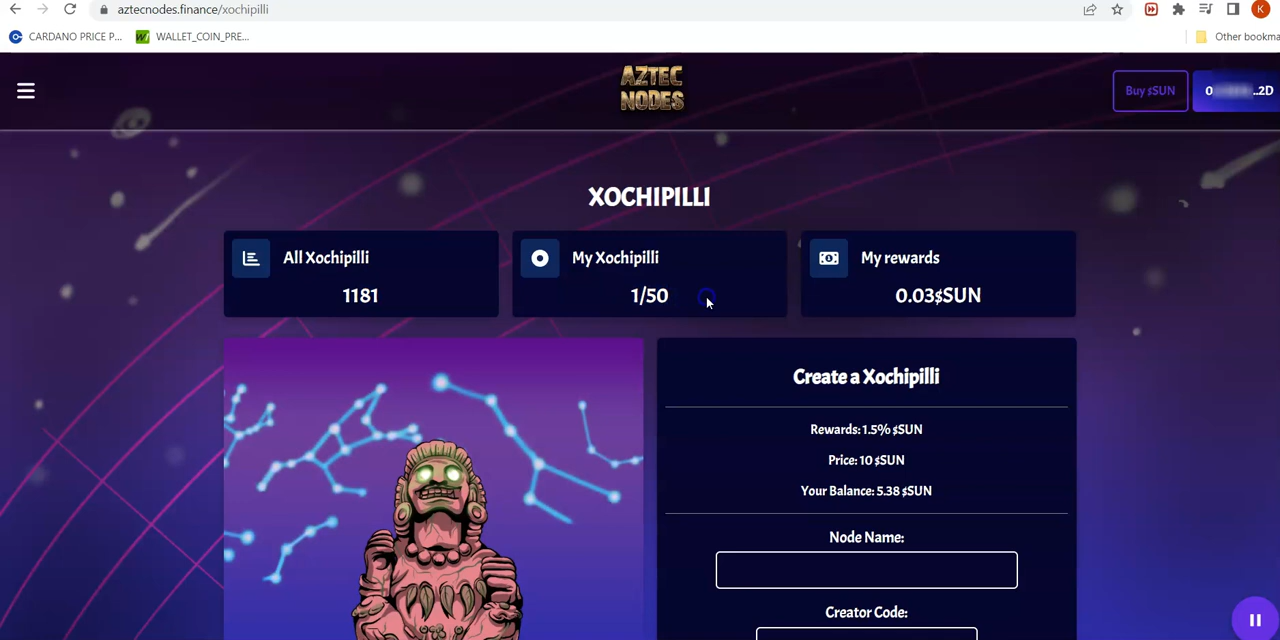 aztecnodes.finance/xochipilli
K
CARDANO PRICE P...
WALLET_COIN_PRE...
Other bookma
AZTEC
NODES
Buy $SUN
0 ..2D
XOCHIPILLI
All Xochipilli
1181
My Xochipilli
1/50
My rewards
0.03$SUN
Create a Xochipilli
Rewards: 1.5% $SUN
Price: 10 $SUN
Your Balance: 5.38 $SUN
Node Name:
Creator Code: